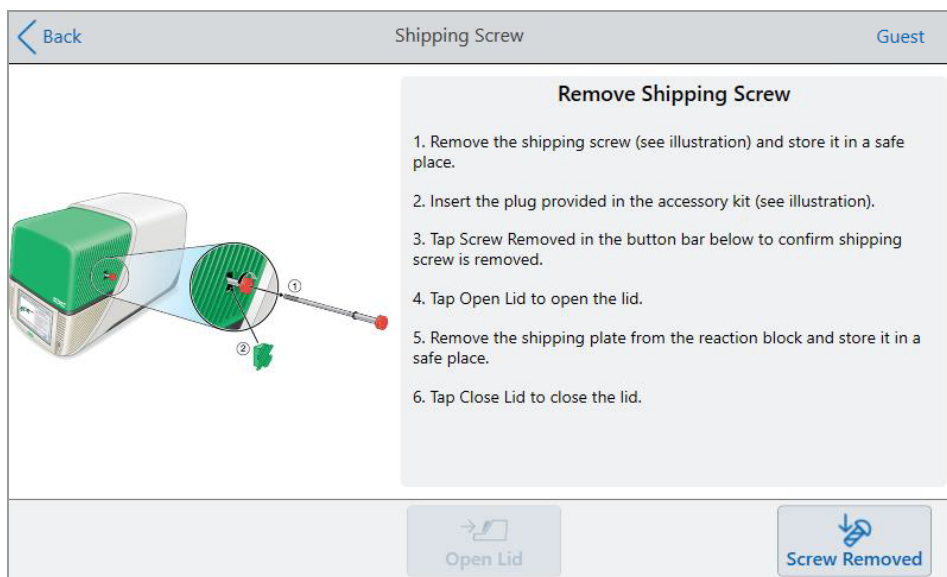 Back
Shipping Screw
Guest
Remove Shipping Screw
1. Remove the shipping screw (see illustration) and store it in a safe
place.
2. Insert the plug provided in the accessory kit (see illustration).
3. Tap Screw Removed in the button bar below to confirm shipping
screw is removed.
4. Tap Open Lid to open the lid.
5. Remove the shipping plate from the reaction block and store it in a
safe place.
6. Tap Close Lid to close the lid.
1
2
Open Lid
Screw Removed